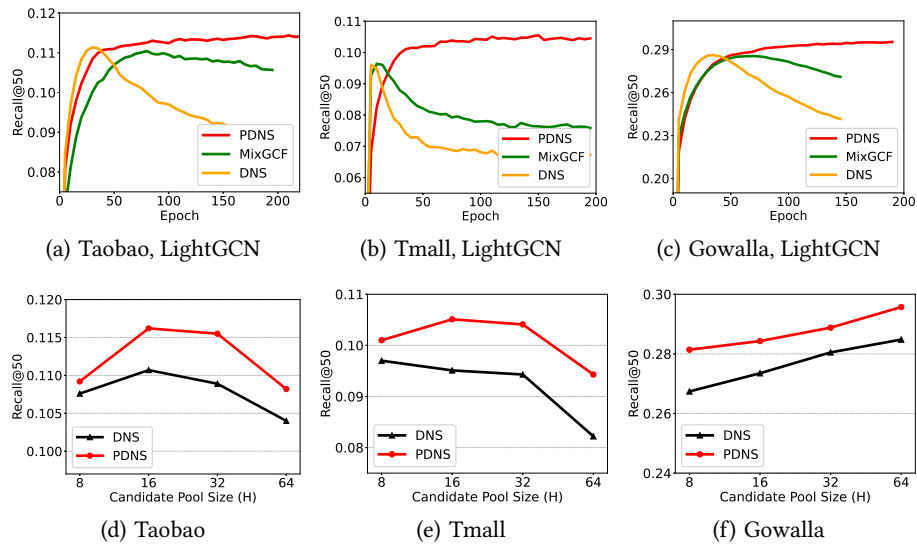 0.11
0.10
0.09
0.08
Recall@50
PDNS
MixGCF
DNS
0 50 100 150 200
Epoch
(a) Taobao, LightGCN
0.11
0.10
0.09
0.08
0.07
0.06
Recall@50
PDNS
MixGCF
DNS
0 50 100 150 200
Epoch
(b) Tmall, LightGCN
0.29
0.26
0.23
0.20
Recall@50
PDNS
MixGCF
DNS
0 50 100 150 200
Epoch
(c) Gowalla, LightGCN
0.120
0.115
0.110
0.105
0.100
Recall@50
DNS
PDNS
8 16 32 64
Candidate Pool Size (H)
(d) Taobao
0.11
0.10
0.09
0.08
Recall@50
DNS
PDNS
8 16 32 64
Candidate Pool Size (H)
(e) Tmall
0.30
0.28
0.26
0.24
Recall@50
DNS
PDNS
8 16 32 64
Candidate Pool Size (H)
(f) Gowalla